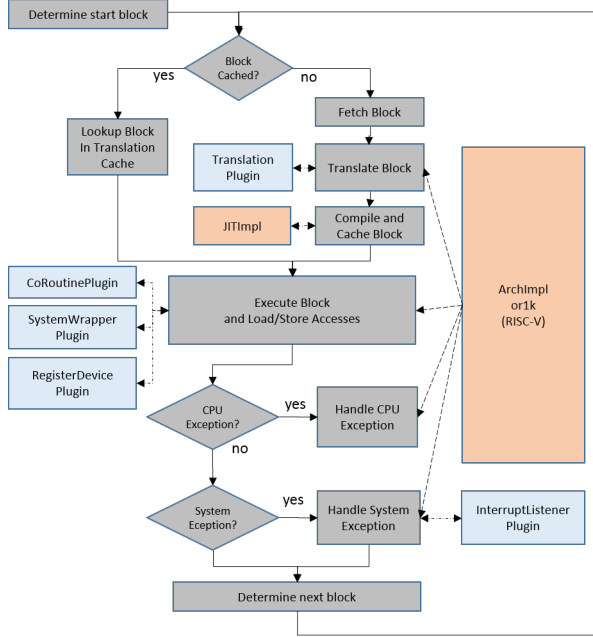 Determine start block
Block
Cached?
yes
no
Fetch Block
Lookup Block
In Translation
Cache
Translation
Plugin
Translate Block
JITImpl
Compile and
Cache Block
CoRoutinePlugin
SystemWrapper
Plugin
RegisterDevice
Plugin
Execute Block
and Load/Store Accesses
ArchImpl
or1k
(RISC-V)
CPU
Exception?
yes
Handle CPU
Exception
no
System
Eception?
yes
Handle System
Exception
InterruptListener
Plugin
Determine next block